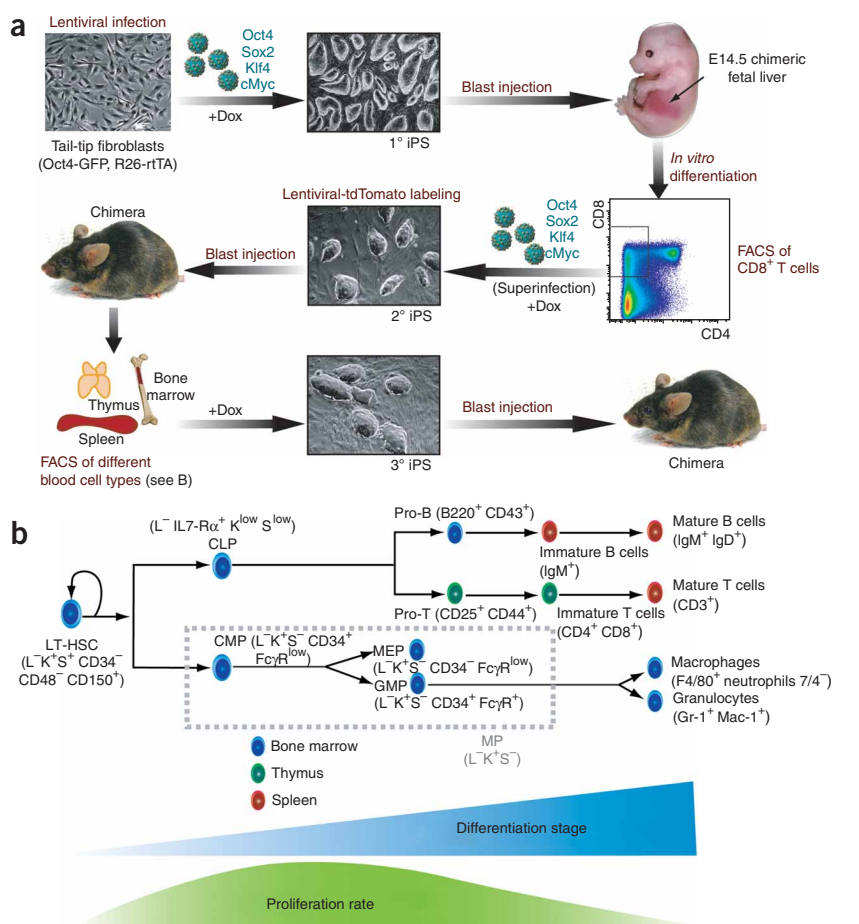 a
Lentiviral infection
Oct4
Sox2
Klf4
cMyc
+Dox
Tail-tip fibroblasts
(Oct4-GFP, R26-rtTA)
1° iPS
Blast injection
E14.5 chimeric
fetal liver
In vitro
differentiation
CD8
CD4
FACS of
CD8⁺ T cells
Oct4
Sox2
Klf4
cMyc
(Superinfection)
+Dox
Lentiviral-tdTomato labeling
2° iPS
Blast injection
Chimera
Thymus
Bone
marrow
Spleen
FACS of different
blood cell types (see B)
+Dox
3° iPS
Blast injection
Chimera
b
LT-HSC
(L⁻K⁺S⁺ CD34⁻
CD48⁻ CD150⁺)
(L⁻ IL7-Rα⁺ K^low S^low)
CLP
Pro-B (B220⁺ CD43⁺)
Immature B cells
(IgM⁺)
Mature B cells
(IgM⁺ IgD⁺)
Pro-T (CD25⁺ CD44⁺)
Immature T cells
(CD4⁺ CD8⁺)
Mature T cells
(CD3⁺)
CMP (L⁻K⁺S⁻ CD34⁺
FcγR^low)
MEP
(L⁻K⁺S⁻ CD34⁻ FcγR^low)
GMP
(L⁻K⁺S⁻ CD34⁺ FcγR⁺)
Macrophages
(F4/80⁺ neutrophils 7/4⁻)
Granulocytes
(Gr-1⁺ Mac-1⁺)
MP
(L⁻K⁺S⁻)
Bone marrow
Thymus
Spleen
Differentiation stage
Proliferation rate